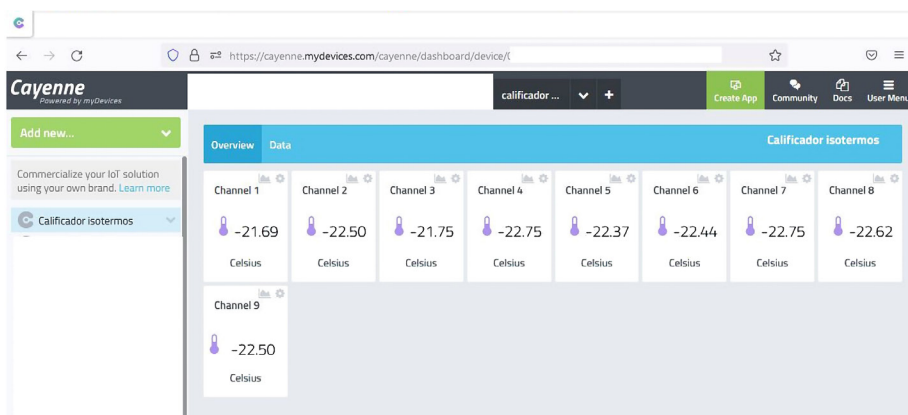 https://cayenne.mydevices.com/cayenne/dashboard/device/(
Cayenne
Powered by myDevices
calificador ...
Create App
Community
Docs
User Menu
Add new...
Overview
Data
Calificador isotermos
Commercialize your IoT solution
using your own brand. Learn more
Calificador isotermos
Channel 1
Channel 2
Channel 3
Channel 4
Channel 5
Channel 6
Channel 7
Channel 8
-21.69
-22.50
-21.75
-22.75
-22.37
-22.44
-22.75
-22.62
Celsius
Celsius
Celsius
Celsius
Celsius
Celsius
Celsius
Celsius
Channel 9
-22.50
Celsius